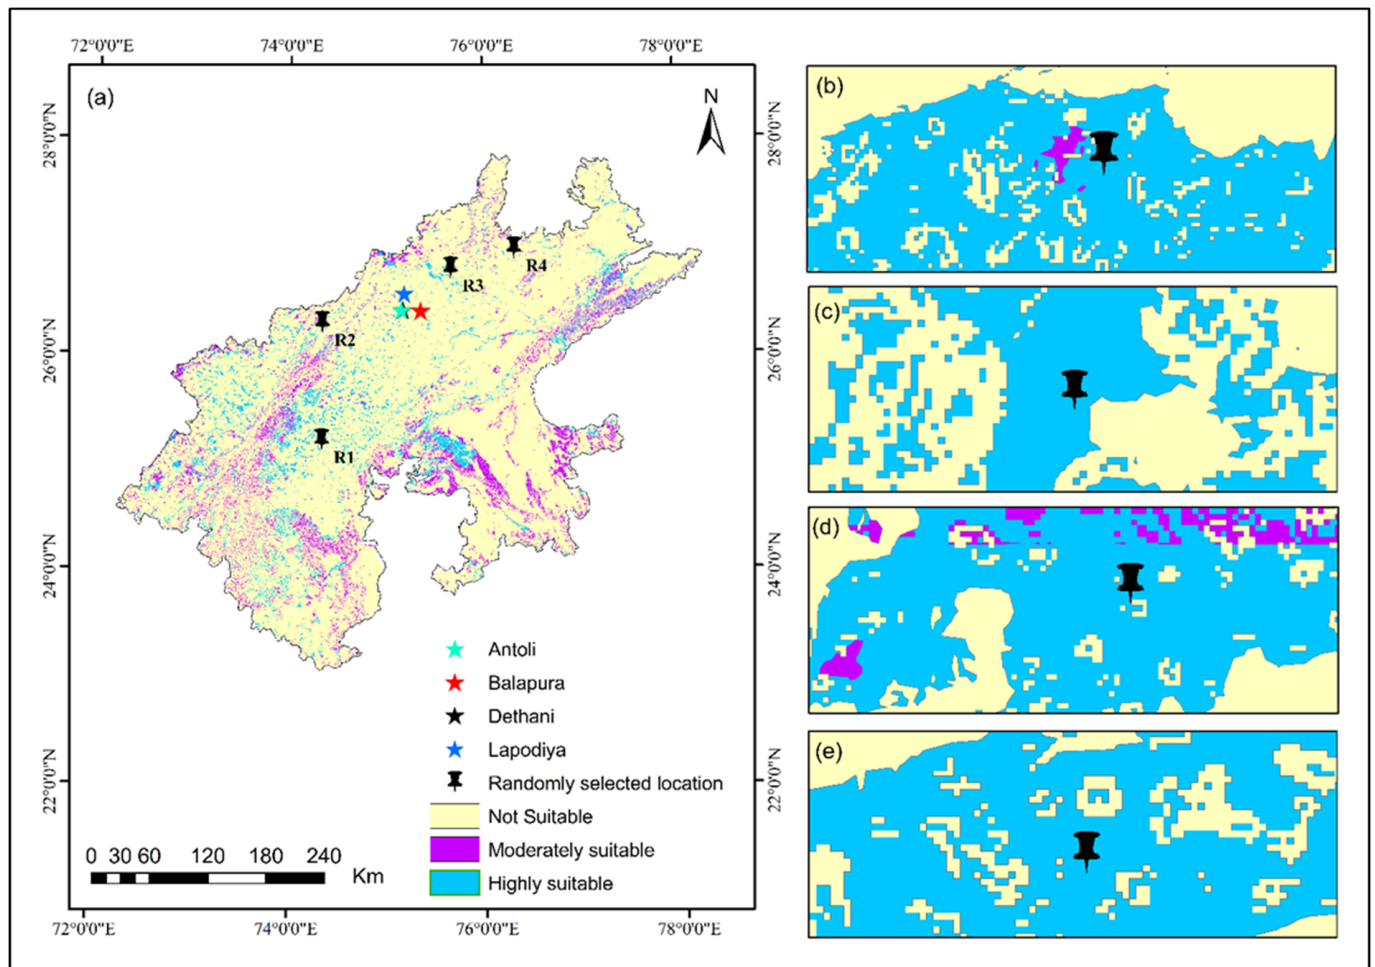 72°0'0"E 74°0'0"E 76°0'0"E 78°0'0"E
(a)
N
28°0'0"N
28°0'0"N
26°0'0"N
26°0'0"N
24°0'0"N
24°0'0"N
22°0'0"N
22°0'0"N
R4
R3
R2
R1
Antoli
Balapura
Dethani
Lapodiya
Randomly selected location
Not Suitable
Moderately suitable
Highly suitable
0 30 60 120 180 240
Km
72°0'0"E 74°0'0"E 76°0'0"E 78°0'0"E
(b)
(c)
(d)
(e)